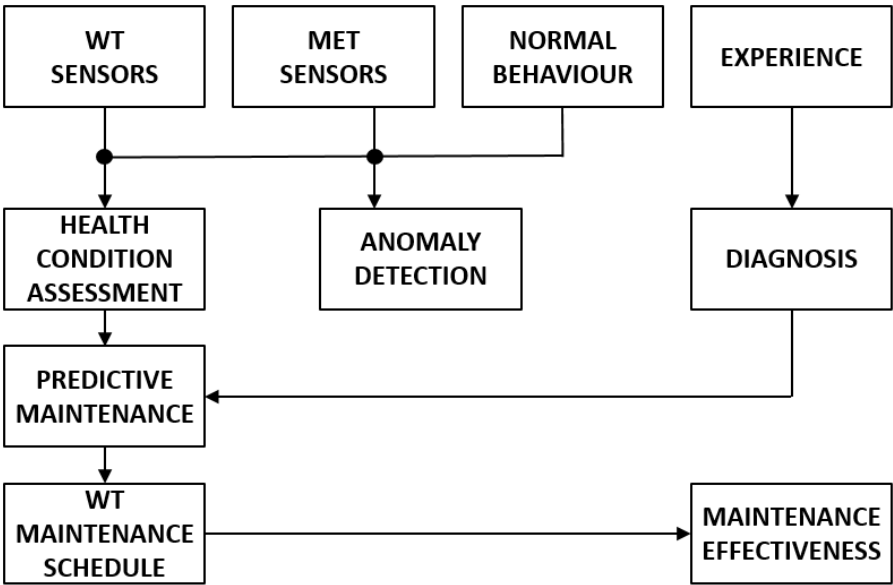 WT
SENSORS
MET
SENSORS
NORMAL
BEHAVIOUR
EXPERIENCE
HEALTH
CONDITION
ASSESSMENT
ANOMALY
DETECTION
DIAGNOSIS
PREDICTIVE
MAINTENANCE
WT
MAINTENANCE
SCHEDULE
MAINTENANCE
EFFECTIVENESS